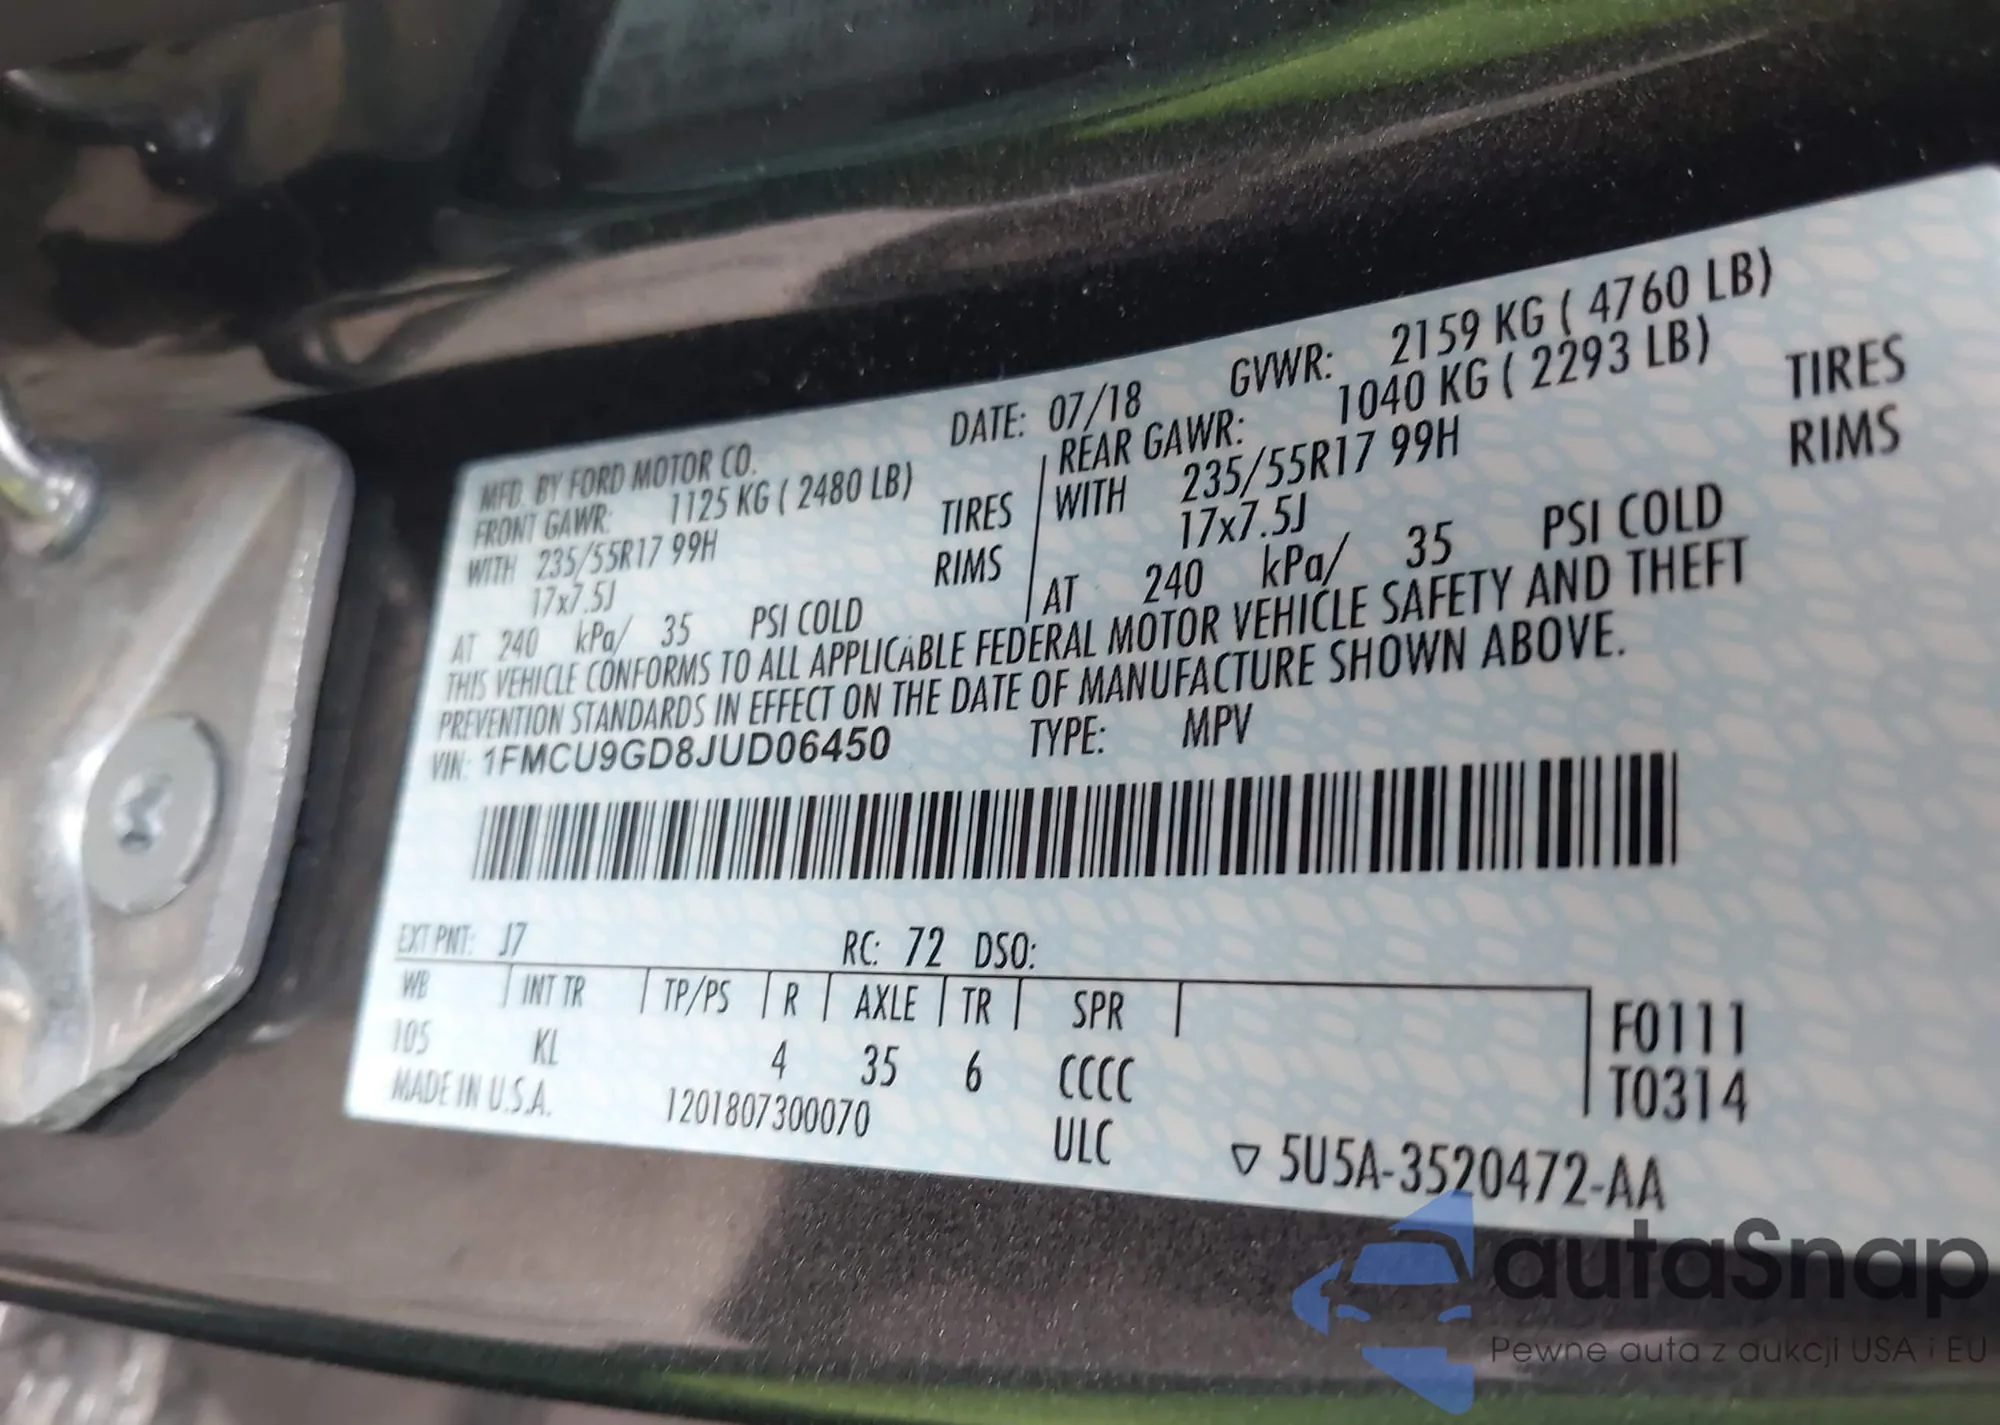 MFD. BY FORD MOTOR CO. DATE: 07/18 GVWR: 2159 KG ( 4760 LB)
FRONT GAWR: 1125 KG ( 2480 LB) REAR GAWR: 1040 KG ( 2293 LB)
WITH 235/55R17 99H TIRES WITH 235/55R17 99H TIRES
17x7.5J RIMS 17x7.5J RIMS
AT 240 kPa/ 35 PSI COLD AT 240 kPa/ 35 PSI COLD
THIS VEHICLE CONFORMS TO ALL APPLICABLE FEDERAL MOTOR VEHICLE SAFETY AND THEFT
PREVENTION STANDARDS IN EFFECT ON THE DATE OF MANUFACTURE SHOWN ABOVE.
VIN: 1FMCU9GD8JUD06450 TYPE: MPV
EXT PNT: J7 RC: 72 DSO:
WB INT TR TP/PS R AXLE TR SPR F0111
105 KL 4 35 6 CCCC T0314
MADE IN U.S.A. 1201807300070 ULC 5U5A-3520472-AA
autaSnap
Pewne auta z aukcji USA i EU